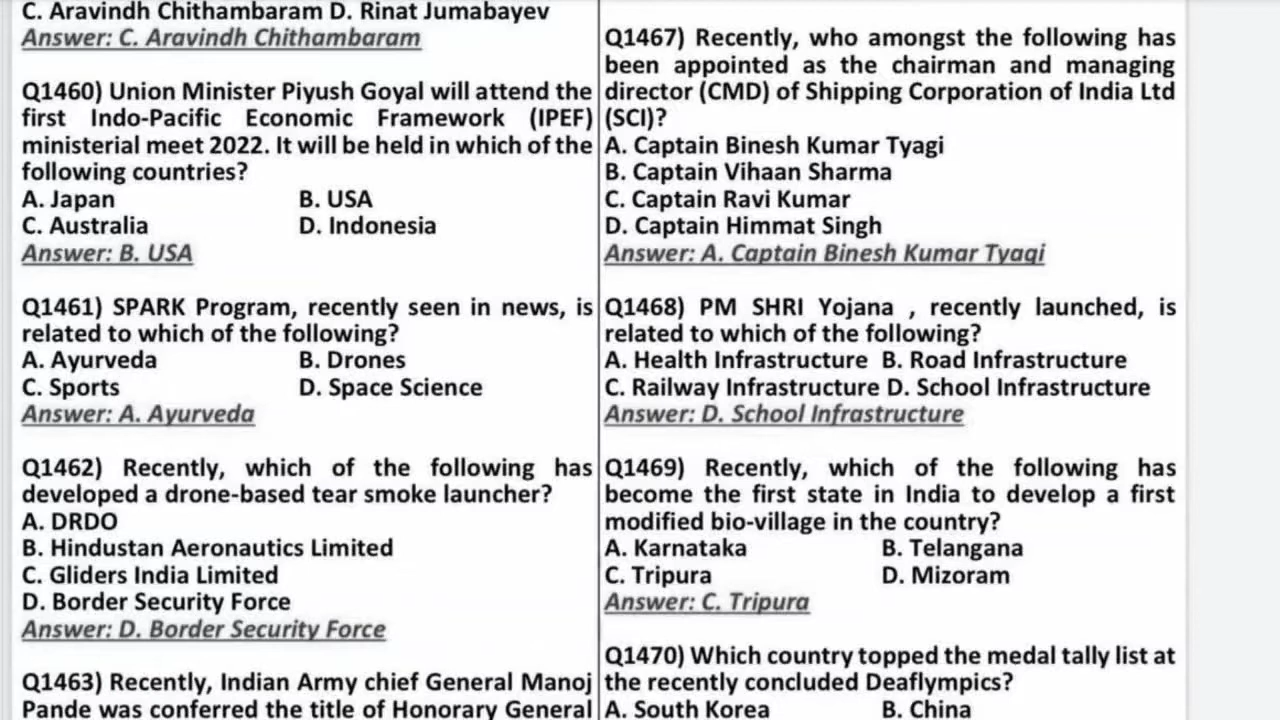 C. Aravindh Chithambaram D. Rinat Jumabayev
Answer: C. Aravindh Chithambaram
Q1460) Union Minister Piyush Goyal will attend the
first Indo-Pacific Economic Framework (IPEF)
ministerial meet 2022. It will be held in which of the
following countries?
A. Japan B. USA
C. Australia D. Indonesia
Answer: B. USA
Q1461) SPARK Program, recently seen in news, is
related to which of the following?
A. Ayurveda B. Drones
C. Sports D. Space Science
Answer: A. Ayurveda
Q1462) Recently, which of the following has
developed a drone-based tear smoke launcher?
A. DRDO
B. Hindustan Aeronautics Limited
C. Gliders India Limited
D. Border Security Force
Answer: D. Border Security Force
Q1463) Recently, Indian Army chief General Manoj
Pande was conferred the title of Honorary General
Q1467) Recently, who amongst the following has
been appointed as the chairman and managing
director (CMD) of Shipping Corporation of India Ltd
(SCI)?
A. Captain Binesh Kumar Tyagi
B. Captain Vihaan Sharma
C. Captain Ravi Kumar
D. Captain Himmat Singh
Answer: A. Captain Binesh Kumar Tyagi
Q1468) PM SHRI Yojana , recently launched, is
related to which of the following?
A. Health Infrastructure B. Road Infrastructure
C. Railway Infrastructure D. School Infrastructure
Answer: D. School Infrastructure
Q1469) Recently, which of the following has
become the first state in India to develop a first
modified bio-village in the country?
A. Karnataka B. Telangana
C. Tripura D. Mizoram
Answer: C. Tripura
Q1470) Which country topped the medal tally list at
the recently concluded Deaflympics?
A. South Korea B. China